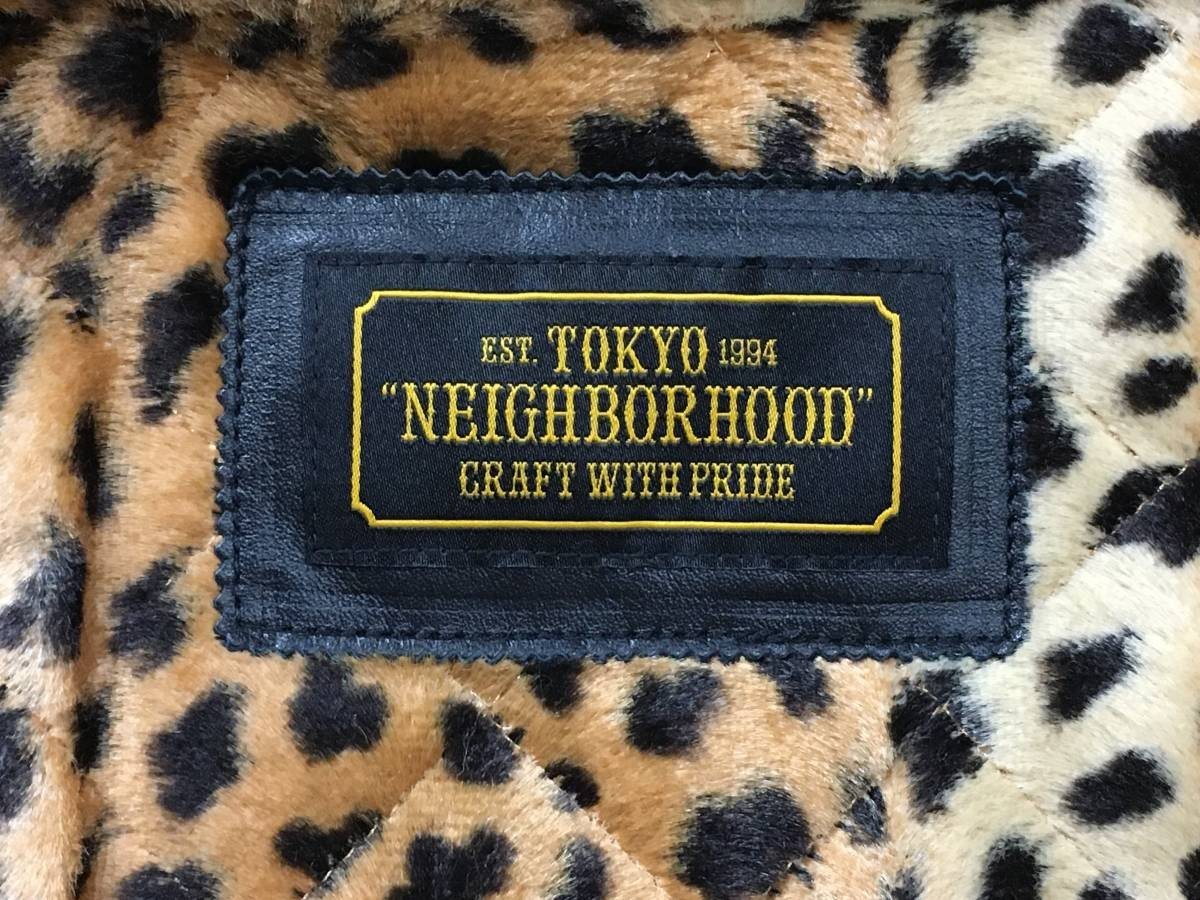 EST. TOKYO 1994
"NEIGHBORHOOD"
CRAFT WITH PRIDE